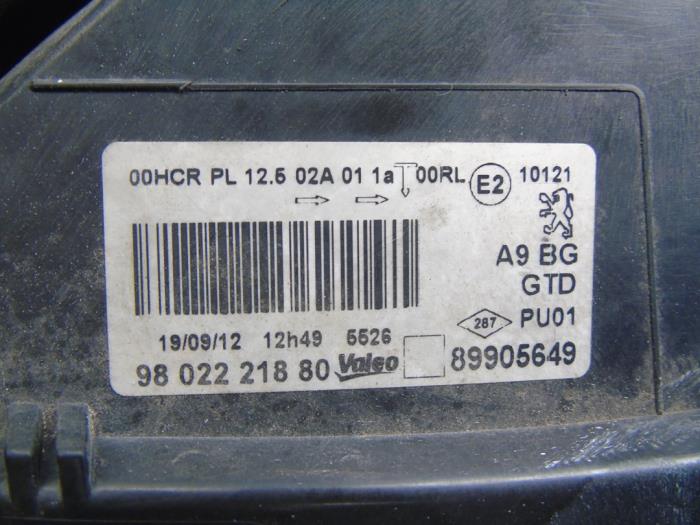 00HCR PL 12.5 02A 01 1a 00RL E2 10121
A9 BG
GTD
287 PU01
19/09/12 12h49 5526
98 022 218 80 Valeo 89905649